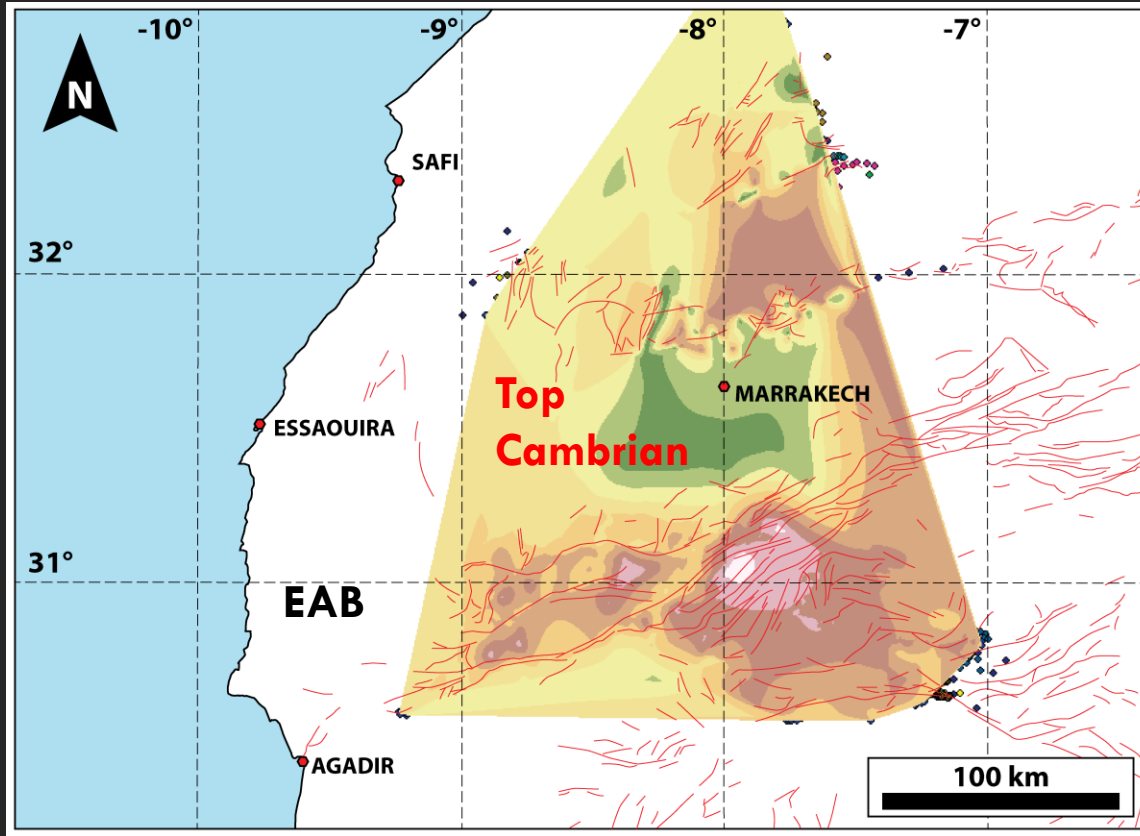 -10°
-9°
-8°
-7°
N
SAFI
32°
Top
Cambrian
MARRAKECH
ESSAOUIRA
31°
EAB
AGADIR
100 km